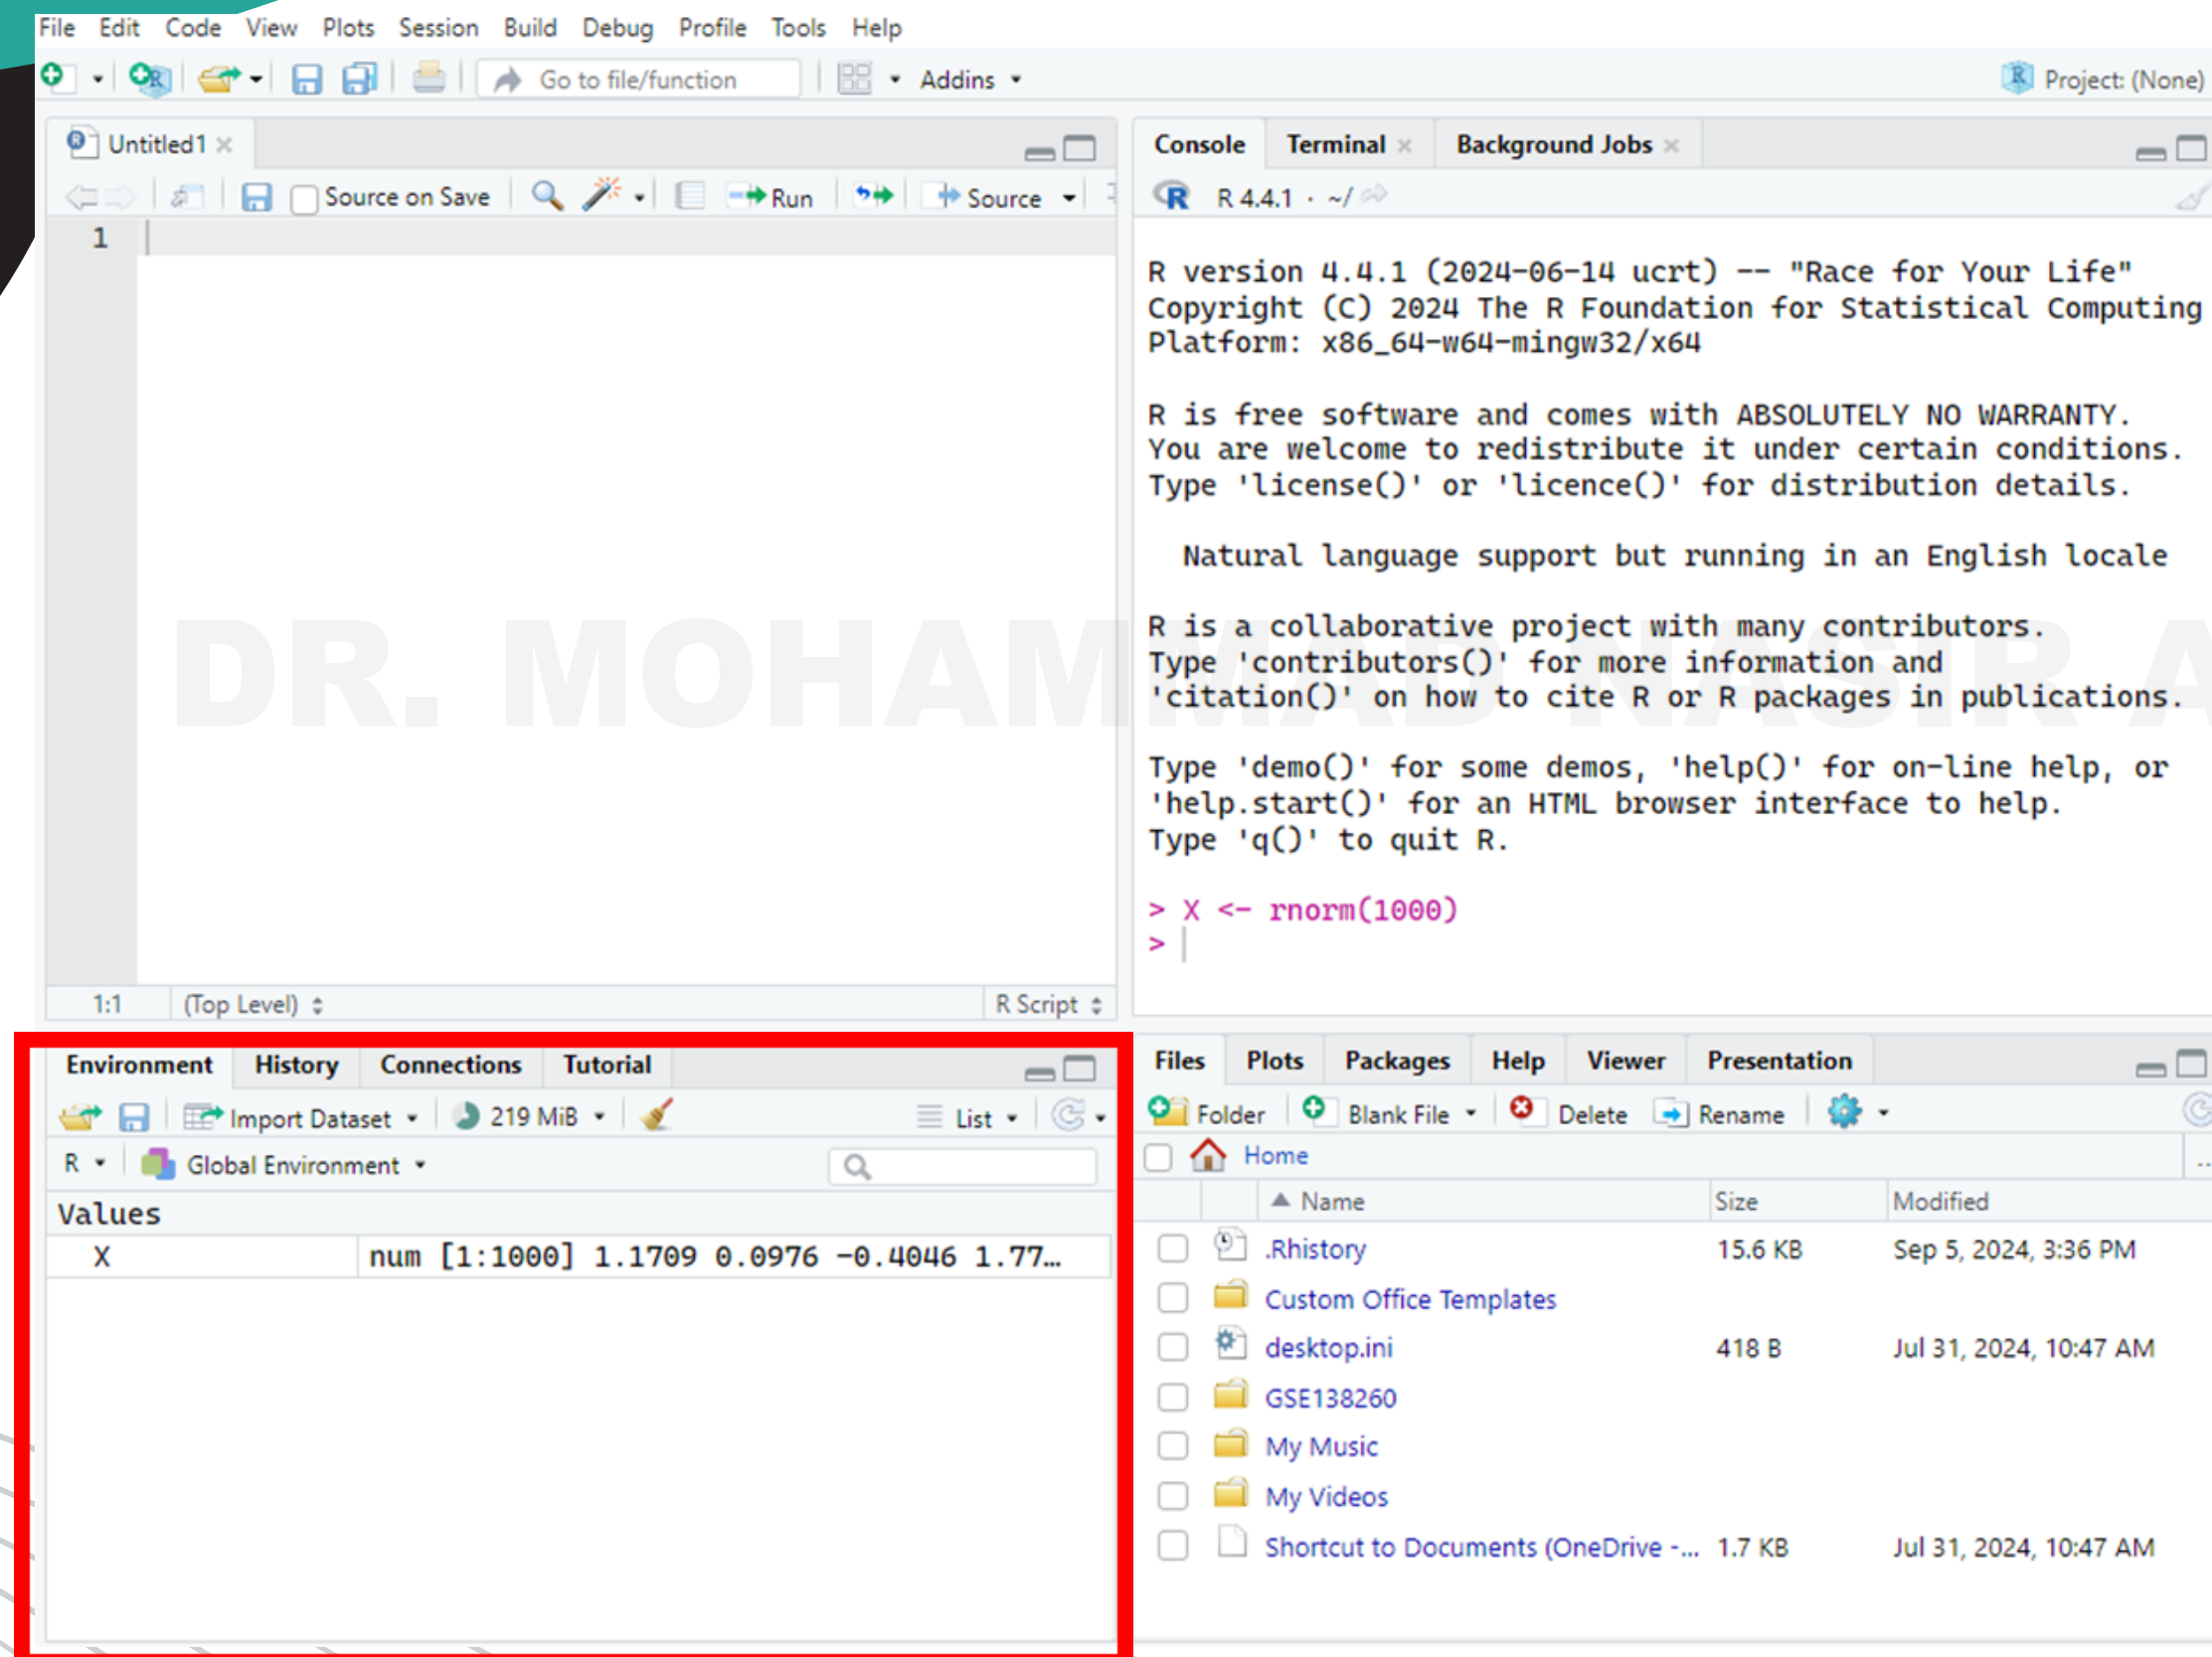 File Edit Code View Plots Session Build Debug Profile Tools Help
Go to file/function Addins Project: (None)
Untitled1
Source on Save Run Source
1
1:1 (Top Level) R Script
Console Terminal Background Jobs
R 4.4.1 · ~/
R version 4.4.1 (2024-06-14 ucrt) -- "Race for Your Life"
Copyright (C) 2024 The R Foundation for Statistical Computing
Platform: x86_64-w64-mingw32/x64
R is free software and comes with ABSOLUTELY NO WARRANTY.
You are welcome to redistribute it under certain conditions.
Type 'license()' or 'licence()' for distribution details.
Natural language support but running in an English locale
R is a collaborative project with many contributors.
Type 'contributors()' for more information and
'citation()' on how to cite R or R packages in publications.
Type 'demo()' for some demos, 'help()' for on-line help, or
'help.start()' for an HTML browser interface to help.
Type 'q()' to quit R.
> X <- rnorm(1000)
>
DR. MOHAMMAD NASIR A
Environment History Connections Tutorial
Import Dataset 219 MiB List
R Global Environment
Values
X num [1:1000] 1.1709 0.0976 -0.4046 1.77…
Files Plots Packages Help Viewer Presentation
Folder Blank File Delete Rename
Home ..
Name Size Modified
.Rhistory 15.6 KB Sep 5, 2024, 3:36 PM
Custom Office Templates
desktop.ini 418 B Jul 31, 2024, 10:47 AM
GSE138260
My Music
My Videos
Shortcut to Documents (OneDrive -... 1.7 KB Jul 31, 2024, 10:47 AM